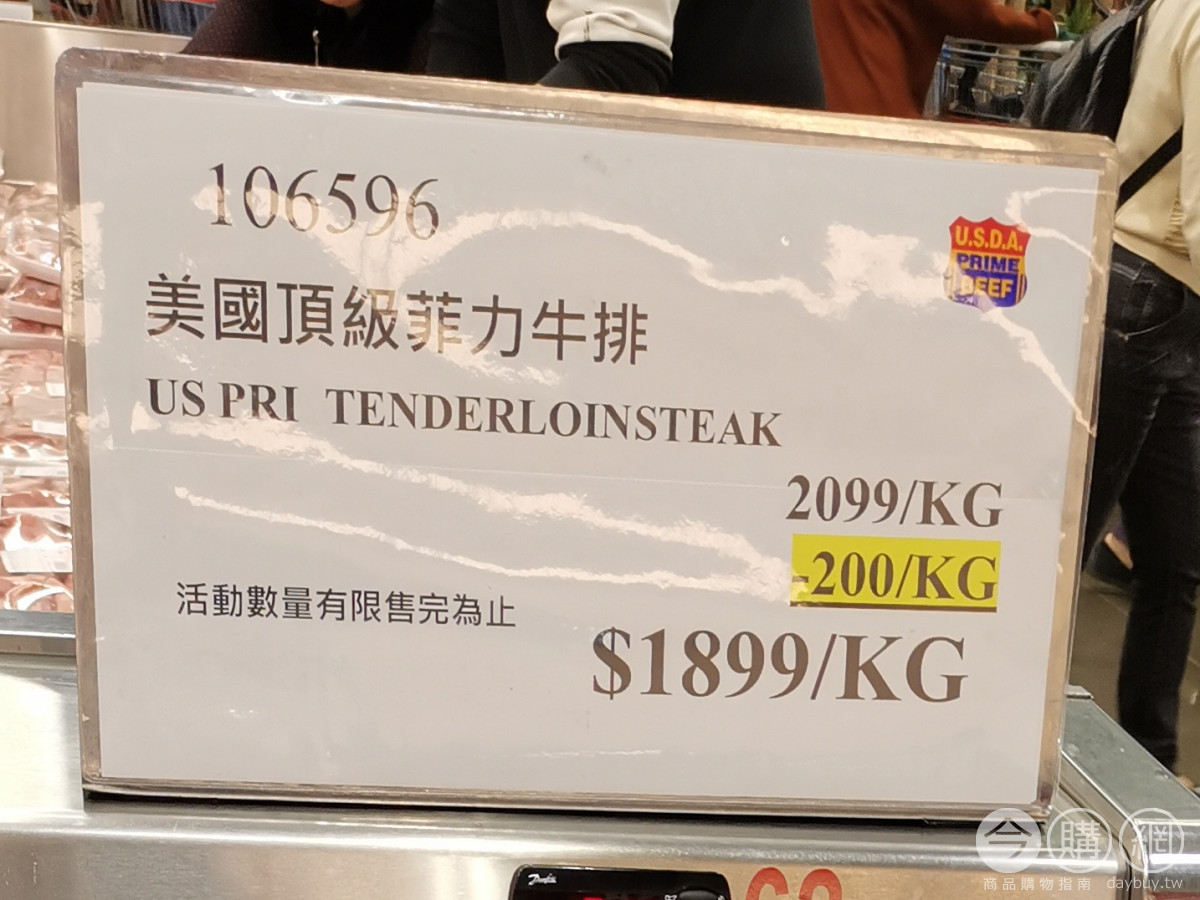 106596
U.S.D.A.
PRIME
BEEF
美國頂級菲力牛排
US PRI TENDERLOINSTEAK
2099/KG
-200/KG
活動數量有限售完為止
$1899/KG
Danfoss
今購網
商品購物指南 daybuy.tw